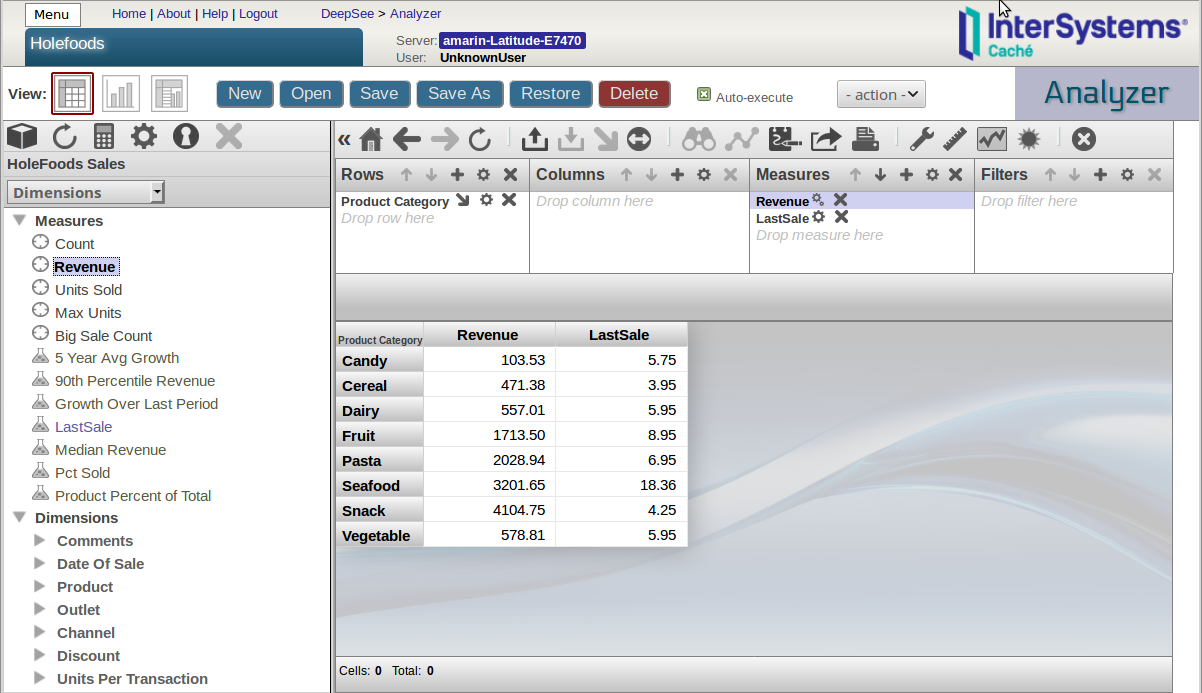 Menu
Home | About | Help | Logout
DeepSee > Analyzer
Holefoods
Server: amarin-Latitude-E7470
User: UnknownUser
InterSystems®
Caché
View:
New
Open
Save
Save As
Restore
Delete
Auto-execute
- action -
Analyzer
HoleFoods Sales
Dimensions
Measures
Count
Revenue
Units Sold
Max Units
Big Sale Count
5 Year Avg Growth
90th Percentile Revenue
Growth Over Last Period
LastSale
Median Revenue
Pct Sold
Product Percent of Total
Dimensions
Comments
Date Of Sale
Product
Outlet
Channel
Discount
Units Per Transaction
Rows
Product Category
Drop row here
Columns
Drop column here
Measures
Revenue
LastSale
Drop measure here
Filters
Drop filter here
Product Category Revenue LastSale
Candy 103.53 5.75
Cereal 471.38 3.95
Dairy 557.01 5.95
Fruit 1713.50 8.95
Pasta 2028.94 6.95
Seafood 3201.65 18.36
Snack 4104.75 4.25
Vegetable 578.81 5.95
Cells: 0 Total: 0